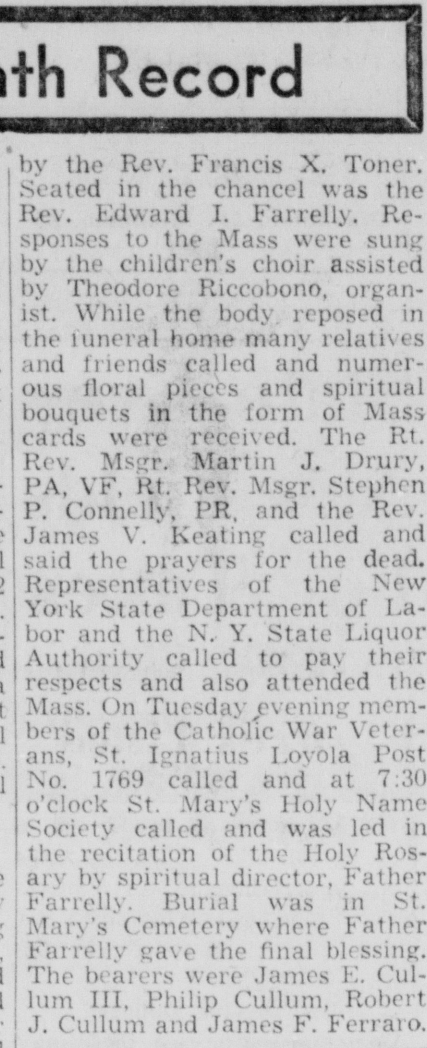 th Record
by the Rev. Francis X. Toner.
Seated in the chancel was the
Rev. Edward I. Farrelly. Re-
sponses to the Mass were sung
by the children's choir assisted
by Theodore Riccobono, organ-
ist. While the body reposed in
the funeral home many relatives
and friends called and numer-
ous floral pieces and spiritual
bouquets in the form of Mass
cards were received. The Rt.
Rev. Msgr. Martin J. Drury,
PA, VF, Rt. Rev. Msgr. Stephen
P. Connelly, PR, and the Rev.
James V. Keating called and
said the prayers for the dead.
Representatives of the New
York State Department of La-
bor and the N. Y. State Liquor
Authority called to pay their
respects and also attended the
Mass. On Tuesday evening mem-
bers of the Catholic War Veter-
ans, St. Ignatius Loyola Post
No. 1769 called and at 7:30
o'clock St. Mary's Holy Name
Society called and was led in
the recitation of the Holy Ros-
ary by spiritual director, Father
Farrelly. Burial was in St.
Mary's Cemetery where Father
Farrelly gave the final blessing.
The bearers were James E. Cul-
lum III, Philip Cullum, Robert
J. Cullum and James F. Ferraro.